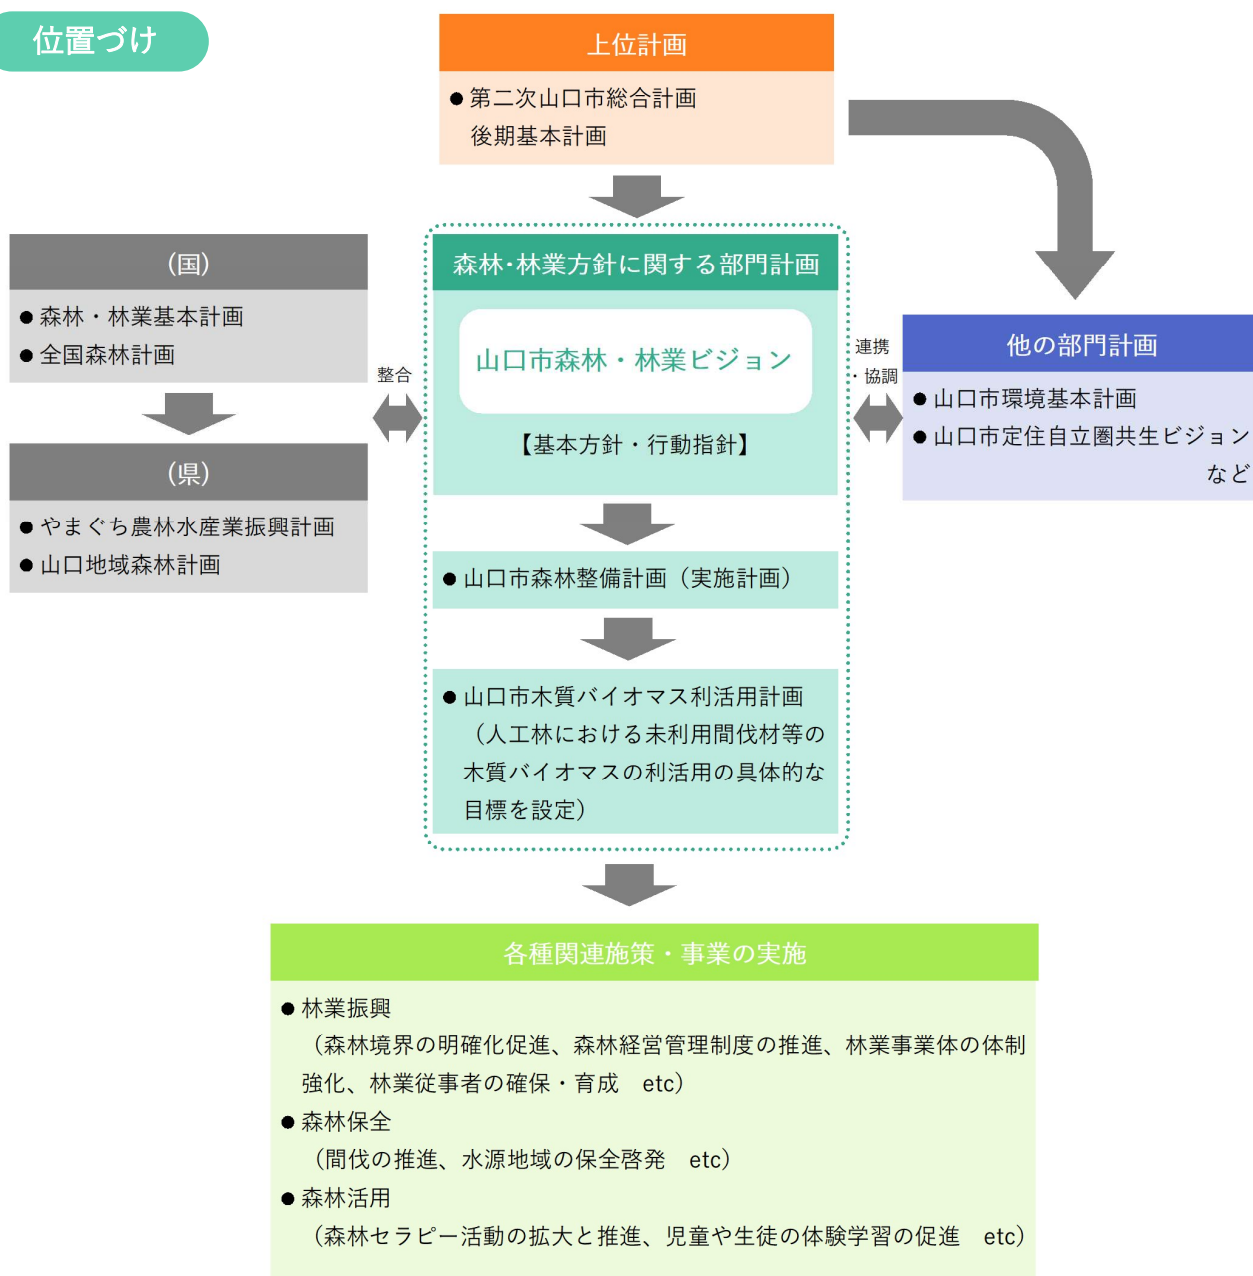 位置づけ
上位計画
● 第二次山口市総合計画
後期基本計画
（国）
● 森林・林業基本計画
● 全国森林計画
（県）
● やまぐち農林水産業振興計画
● 山口地域森林計画
整合
森林・林業方針に関する部門計画
山口市森林・林業ビジョン
【基本方針・行動指針】
● 山口市森林整備計画（実施計画）
● 山口市木質バイオマス利活用計画
（人工林における未利用間伐材等の
木質バイオマスの利活用の具体的な
目標を設定）
連携
・協調
他の部門計画
● 山口市環境基本計画
● 山口市定住自立圏共生ビジョン
など
各種関連施策・事業の実施
● 林業振興
（森林境界の明確化促進、森林経営管理制度の推進、林業事業体の体制
強化、林業従事者の確保・育成　etc）
● 森林保全
（間伐の推進、水源地域の保全啓発　etc）
● 森林活用
（森林セラピー活動の拡大と推進、児童や生徒の体験学習の促進　etc）